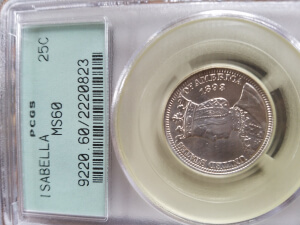 25C
PCGS
ISABELLA
MS60
9220 60/2220823
AMERICA
1893